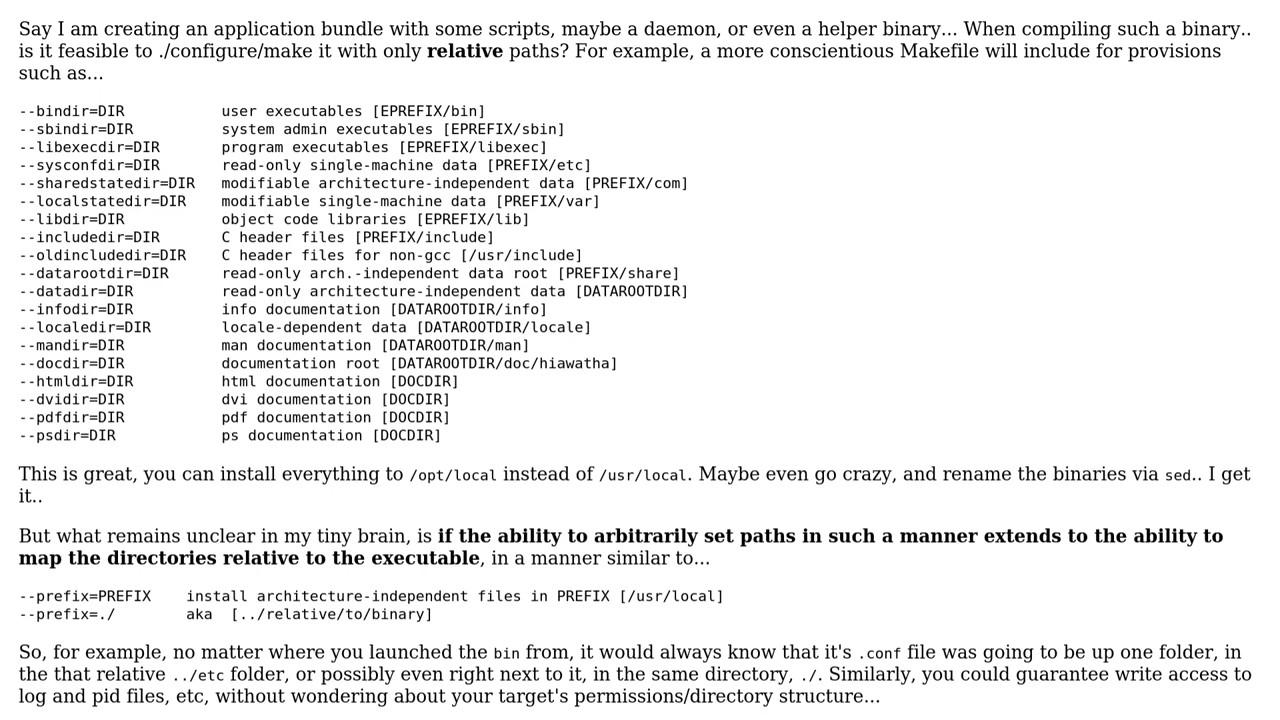 Say I am creating an application bundle with some scripts, maybe a daemon, or even a helper binary... When compiling such a binary..
is it feasible to ./configure/make it with only relative paths? For example, a more conscientious Makefile will include for provisions
such as...
--bindir=DIR           user executables [EPREFIX/bin]
--sbindir=DIR          system admin executables [EPREFIX/sbin]
--libexecdir=DIR       program executables [EPREFIX/libexec]
--sysconfdir=DIR       read-only single-machine data [PREFIX/etc]
--sharedstatedir=DIR   modifiable architecture-independent data [PREFIX/com]
--localstatedir=DIR    modifiable single-machine data [PREFIX/var]
--libdir=DIR           object code libraries [EPREFIX/lib]
--includedir=DIR       C header files [PREFIX/include]
--oldincludedir=DIR    C header files for non-gcc [/usr/include]
--datarootdir=DIR      read-only arch.-independent data root [PREFIX/share]
--datadir=DIR          read-only architecture-independent data [DATAROOTDIR]
--infodir=DIR          info documentation [DATAROOTDIR/info]
--localedir=DIR        locale-dependent data [DATAROOTDIR/locale]
--mandir=DIR           man documentation [DATAROOTDIR/man]
--docdir=DIR           documentation root [DATAROOTDIR/doc/hiawatha]
--htmldir=DIR          html documentation [DOCDIR]
--dvidir=DIR           dvi documentation [DOCDIR]
--pdfdir=DIR           pdf documentation [DOCDIR]
--psdir=DIR            ps documentation [DOCDIR]
This is great, you can install everything to /opt/local instead of /usr/local. Maybe even go crazy, and rename the binaries via sed.. I get
it..
But what remains unclear in my tiny brain, is if the ability to arbitrarily set paths in such a manner extends to the ability to
map the directories relative to the executable, in a manner similar to...
--prefix=PREFIX    install architecture-independent files in PREFIX [/usr/local]
--prefix=./        aka  [../relative/to/binary]
So, for example, no matter where you launched the bin from, it would always know that it's .conf file was going to be up one folder, in
the that relative ../etc folder, or possibly even right next to it, in the same directory, ./. Similarly, you could guarantee write access to
log and pid files, etc, without wondering about your target's permissions/directory structure...